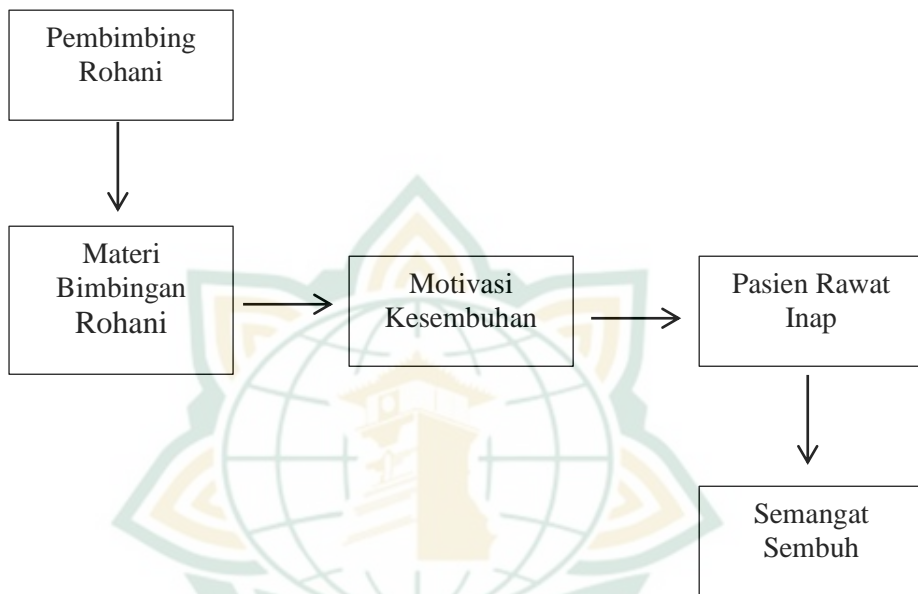 Pembimbing
Rohani
Materi
Bimbingan
Rohani
Motivasi
Kesembuhan
Pasien Rawat
Inap
Semangat
Sembuh